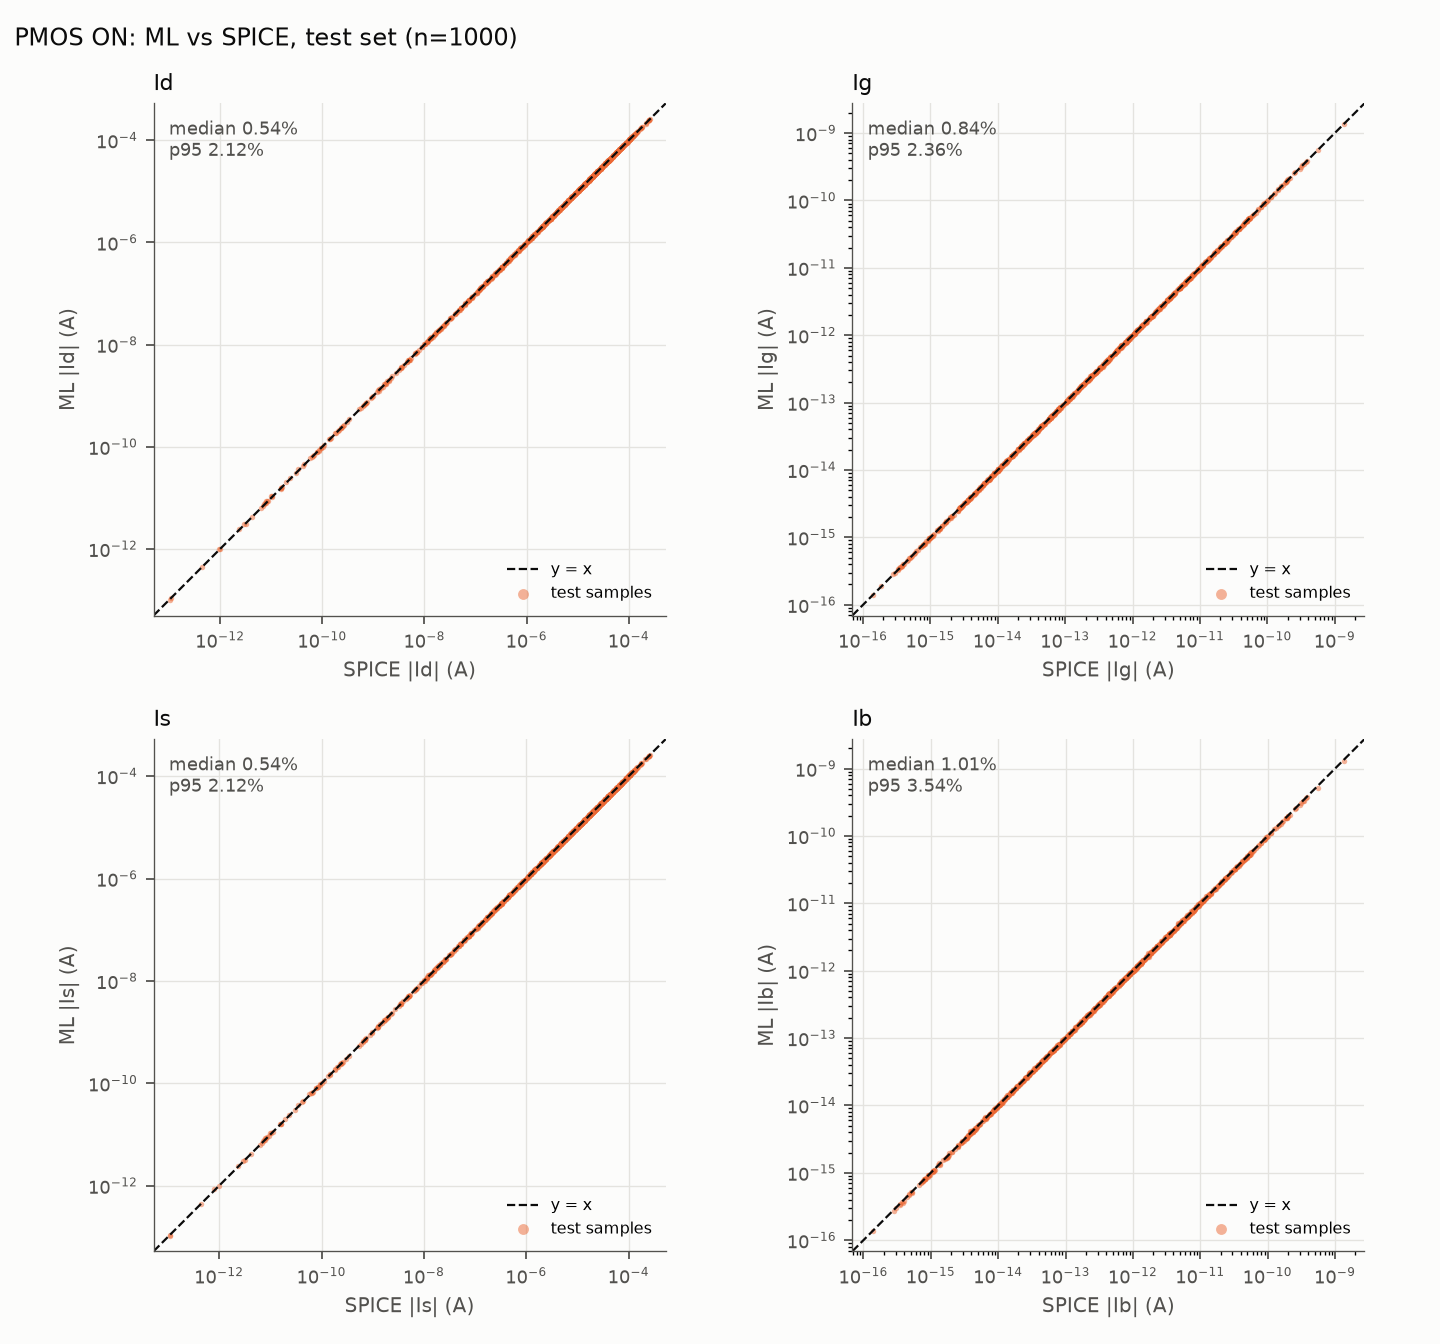 PMOS ON: ML vs SPICE, test set (n=1000)
Id
median 0.54%
p95 2.12%
10⁻⁴
10⁻⁶
10⁻⁸
10⁻¹⁰
10⁻¹²
ML |Id| (A)
y = x
test samples
10⁻¹² 10⁻¹⁰ 10⁻⁸ 10⁻⁶ 10⁻⁴
SPICE |Id| (A)
Ig
median 0.84%
p95 2.36%
10⁻⁹
10⁻¹⁰
10⁻¹¹
10⁻¹²
10⁻¹³
10⁻¹⁴
10⁻¹⁵
10⁻¹⁶
ML |Ig| (A)
y = x
test samples
10⁻¹⁶ 10⁻¹⁵ 10⁻¹⁴ 10⁻¹³ 10⁻¹² 10⁻¹¹ 10⁻¹⁰ 10⁻⁹
SPICE |Ig| (A)
Is
median 0.54%
p95 2.12%
10⁻⁴
10⁻⁶
10⁻⁸
10⁻¹⁰
10⁻¹²
ML |Is| (A)
y = x
test samples
10⁻¹² 10⁻¹⁰ 10⁻⁸ 10⁻⁶ 10⁻⁴
SPICE |Is| (A)
Ib
median 1.01%
p95 3.54%
10⁻⁹
10⁻¹⁰
10⁻¹¹
10⁻¹²
10⁻¹³
10⁻¹⁴
10⁻¹⁵
10⁻¹⁶
ML |Ib| (A)
y = x
test samples
10⁻¹⁶ 10⁻¹⁵ 10⁻¹⁴ 10⁻¹³ 10⁻¹² 10⁻¹¹ 10⁻¹⁰ 10⁻⁹
SPICE |Ib| (A)